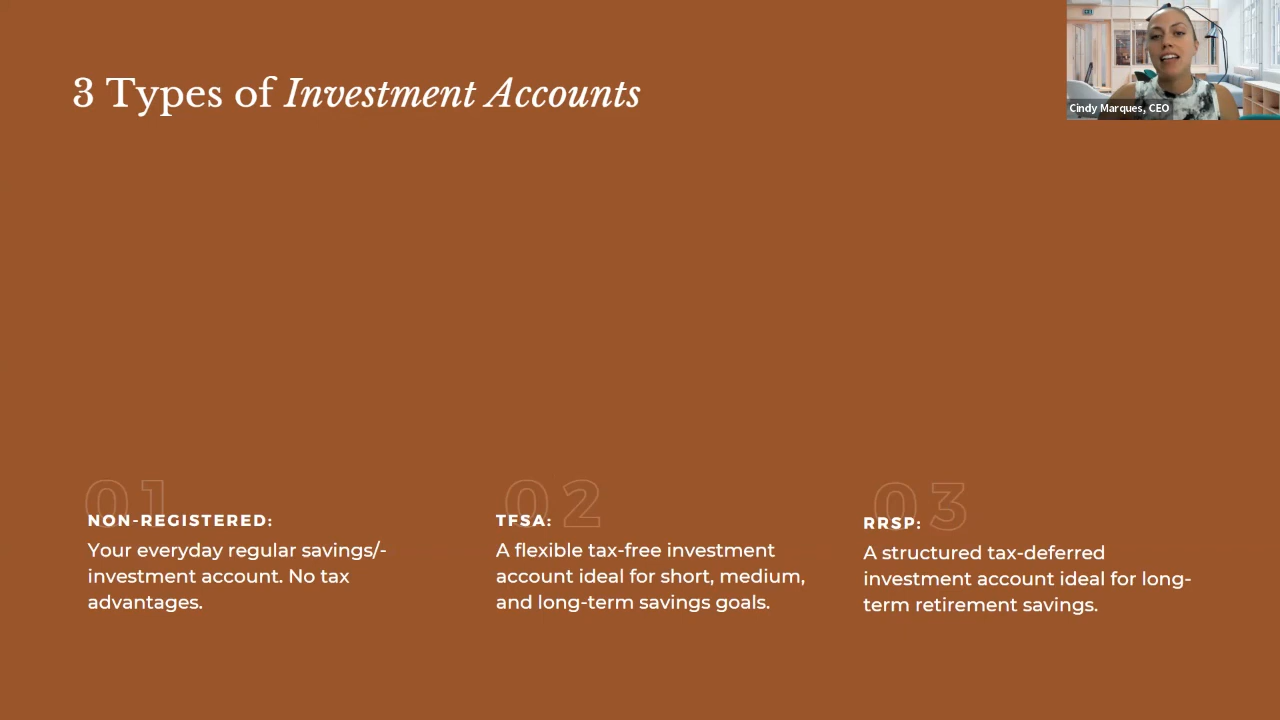 3 Types of Investment Accounts
Cindy Marques, CEO
01
NON-REGISTERED:
Your everyday regular savings/-
investment account. No tax
advantages.
02
TFSA:
A flexible tax-free investment
account ideal for short, medium,
and long-term savings goals.
03
RRSP:
A structured tax-deferred
investment account ideal for long-
term retirement savings.